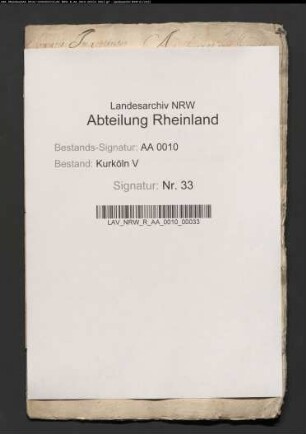 Landesarchiv NRW
Abteilung Rheinland
Bestands-Signatur: AA 0010
Bestand: Kurköln V
Signatur: Nr. 33
LAV_NRW_R_AA_0010_00033